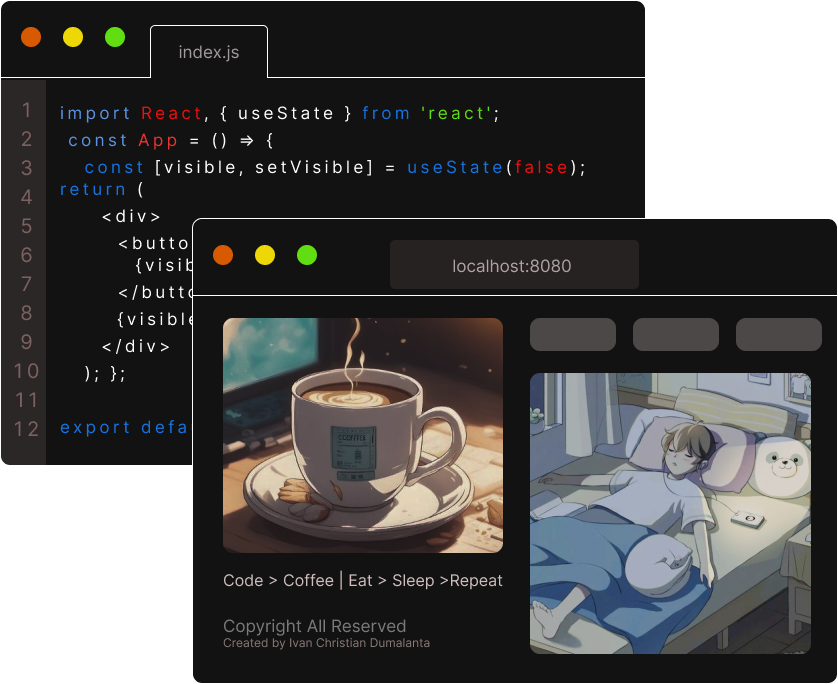 index.js
1
2
3
4
5
6
7
8
9
10
11
12
import React, { useState } from 'react';
const App = () => {
const [visible, setVisible] = useState(false);
return (
<div>
<butto
{visib
</butto
{visible
</div>
); };
export defa
localhost:8080
Code > Coffee | Eat > Sleep >Repeat
Copyright All Reserved
Created by Ivan Christian Dumalanta